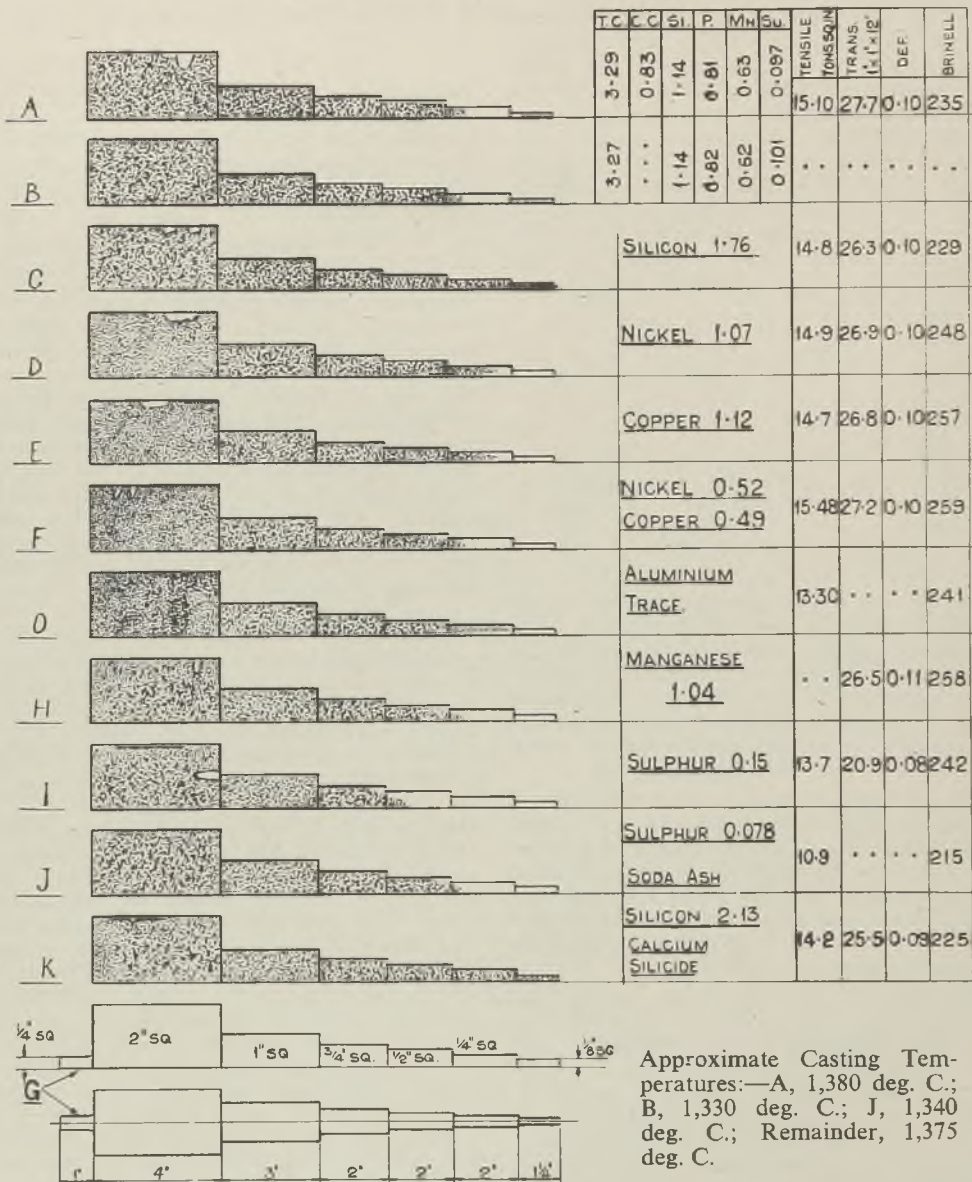 T.C. C.C. SI. P. MN SU. TENSILE TONS SQ.IN TRANS. 1"×1"×12" DEF. BRINELL
A 3·29 0·83 1·14 0·81 0·63 0·097 15·10 27·7 0·10 235
B 3·27 ··· 1·14 0·82 0·62 0·101 ·· ·· ·· ··
C SILICON 1·76 14·8 26·3 0·10 229
D NICKEL 1·07 14·9 26·9 0·10 248
E COPPER 1·12 14·7 26·8 0·10 257
NICKEL 0·52
F COPPER 0·49 15·48 27·2 0·10 259
ALUMINIUM
O TRACE. 13·30 ·· ·· 241
MANGANESE
H 1·04 ·· 26·5 0·11 258
I SULPHUR 0·15 13·7 20·9 0·08 242
SULPHUR 0·078
J SODA ASH 10·9 ·· ·· 215
SILICON 2·13
K CALCIUM 14·2 25·5 0·09 225
SILICIDE
1/4" SQ 2" SQ 1" SQ 3/4" SQ. 1/2" SQ. 1/4" SQ 1/8" SQ
G
1" 4" 3" 2" 2" 2" 1 1/4"
Approximate Casting Tem-
peratures:—A, 1,380 deg. C.;
B, 1,330 deg. C.; J, 1,340
deg. C.; Remainder, 1,375
deg. C.